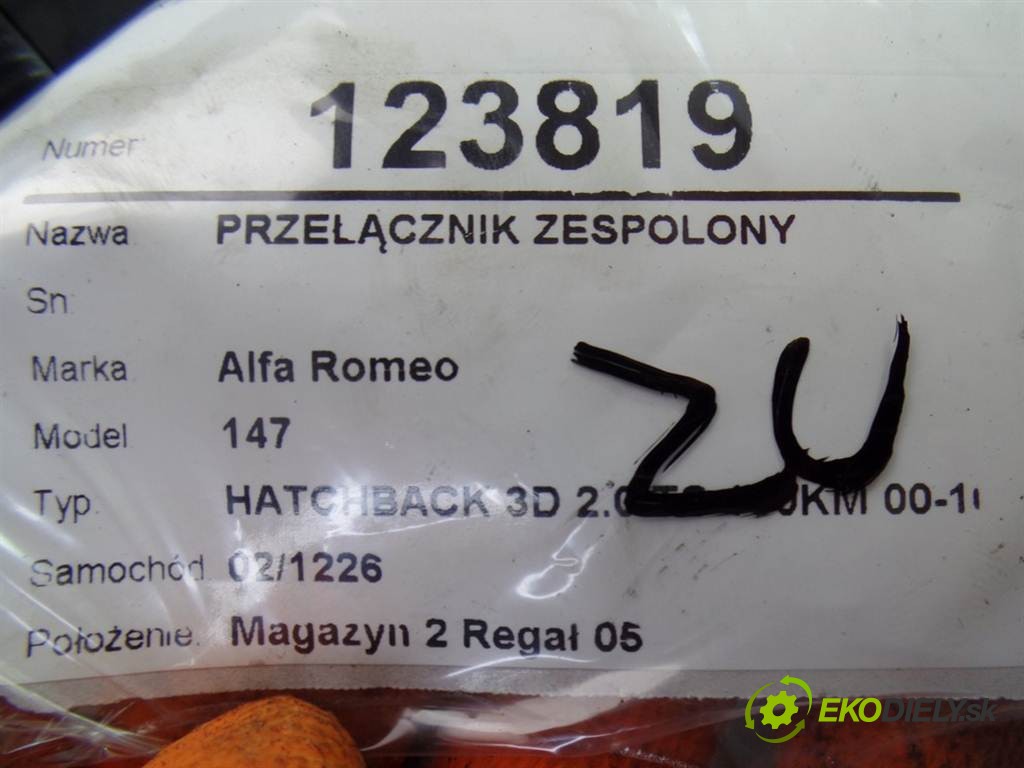 Numer: 123819
Nazwa PRZEŁĄCZNIK ZESPOLONY
Sn
Marka Alfa Romeo
Model 147
Typ HATCHBACK 3D KM
ZU
Samochód 02/1226
Położenie: Magazyn 2 Regał 05
EKODIELY.sk